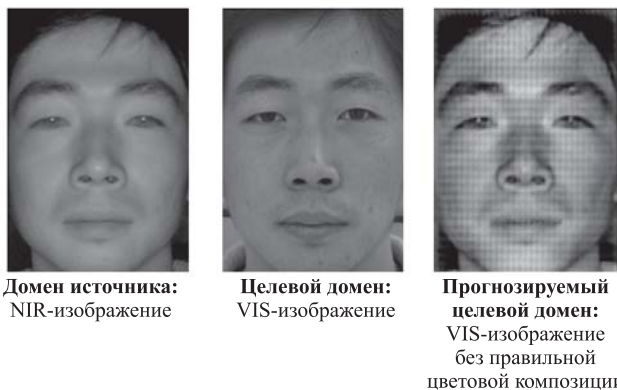 Домен источника:
NIR-изображение
Целевой домен:
VIS-изображение
Прогнозируемый
целевой домен:
VIS-изображение
без правильной
цветовой композиции